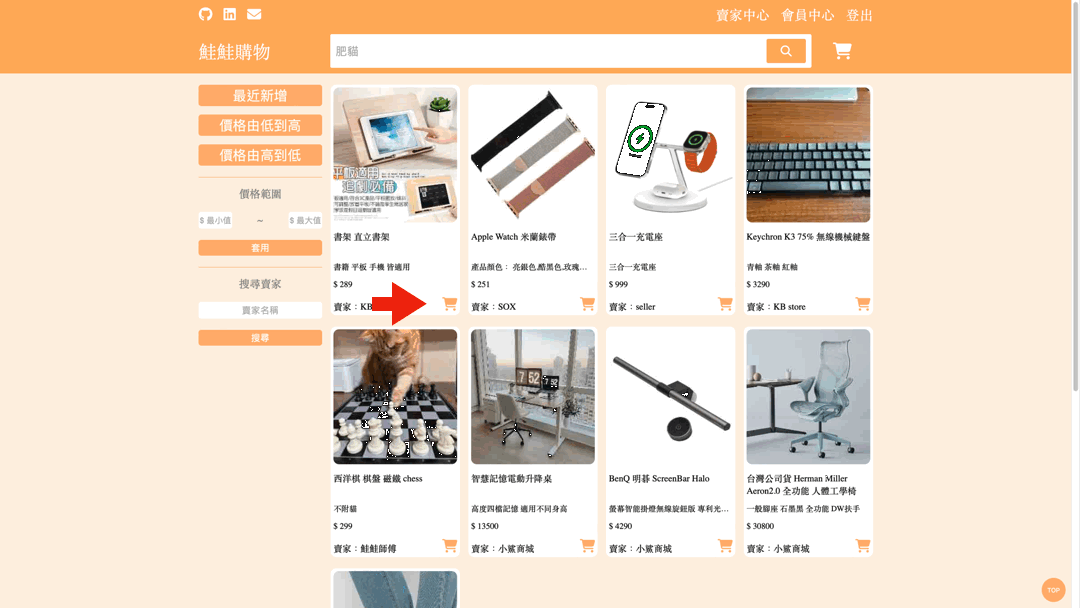 賣家中心 會員中心 登出
鮭鮭購物
肥貓
最近新增
價格由低到高
價格由高到低
價格範圍
$ 最小值 ~ $ 最大值
套用
搜尋賣家
賣家名稱
搜尋
平板適用
追劇必備
書架 直立書架
書籍 平板 手機 皆適用
$ 289
賣家：KB
Apple Watch 米蘭錶帶
產品顏色： 亮銀色,酷黑色,玫瑰...
$ 251
賣家：SOX
三合一充電座
三合一充電座
$ 999
賣家：seller
Keychron K3 75% 無線機械鍵盤
青軸 茶軸 紅軸
$ 3290
賣家：KB store
西洋棋 棋盤 磁鐵 chess
不附貓
$ 299
賣家：鮭鮭師傅
7 52
7 52
智慧記憶電動升降桌
高度四檔記憶 適用不同身高
$ 13500
賣家：小鯊商城
BenQ 明碁 ScreenBar Halo
螢幕智能掛燈無線旋鈕版 專利光...
$ 4290
賣家：小鯊商城
台灣公司貨 Herman Miller
Aeron2.0 全功能 人體工學椅
一般腳座 石墨黑 全功能 DW扶手
$ 30800
賣家：小鯊商城
TOP